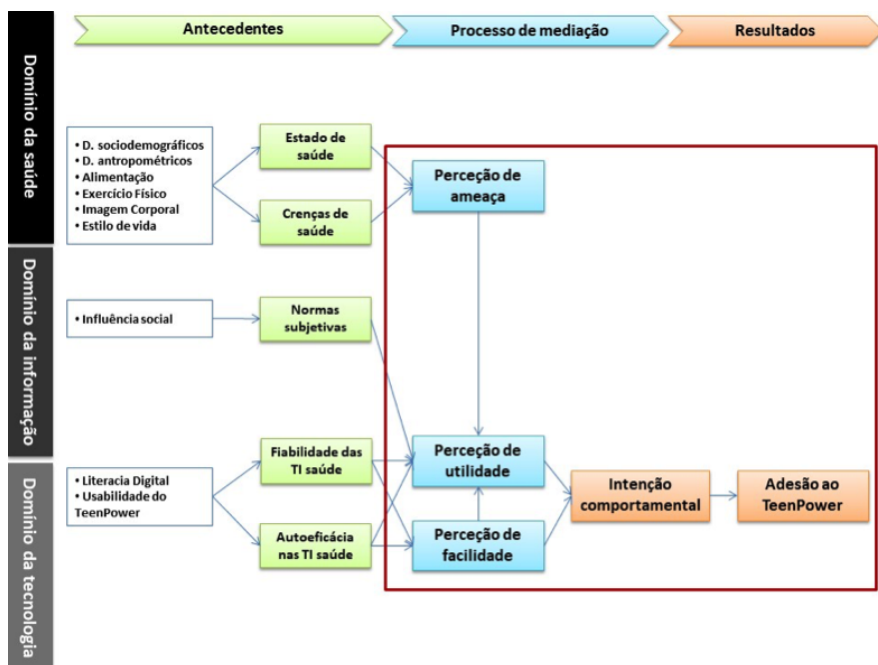 Antecedentes
Processo de mediação
Resultados
Domínio da saúde
• D. sociodemográficos
• D. antropométricos
• Alimentação
• Exercício Físico
• Imagem Corporal
• Estilo de vida
Estado de
saúde
Crenças de
saúde
Perceção de
ameaça
Domínio da informação
• Influência social
Normas
subjetivas
Domínio da tecnologia
• Literacia Digital
• Usabilidade do
TeenPower
Fiabilidade das
TI saúde
Autoeficácia
nas TI saúde
Perceção de
utilidade
Perceção de
facilidade
Intenção
comportamental
Adesão ao
TeenPower